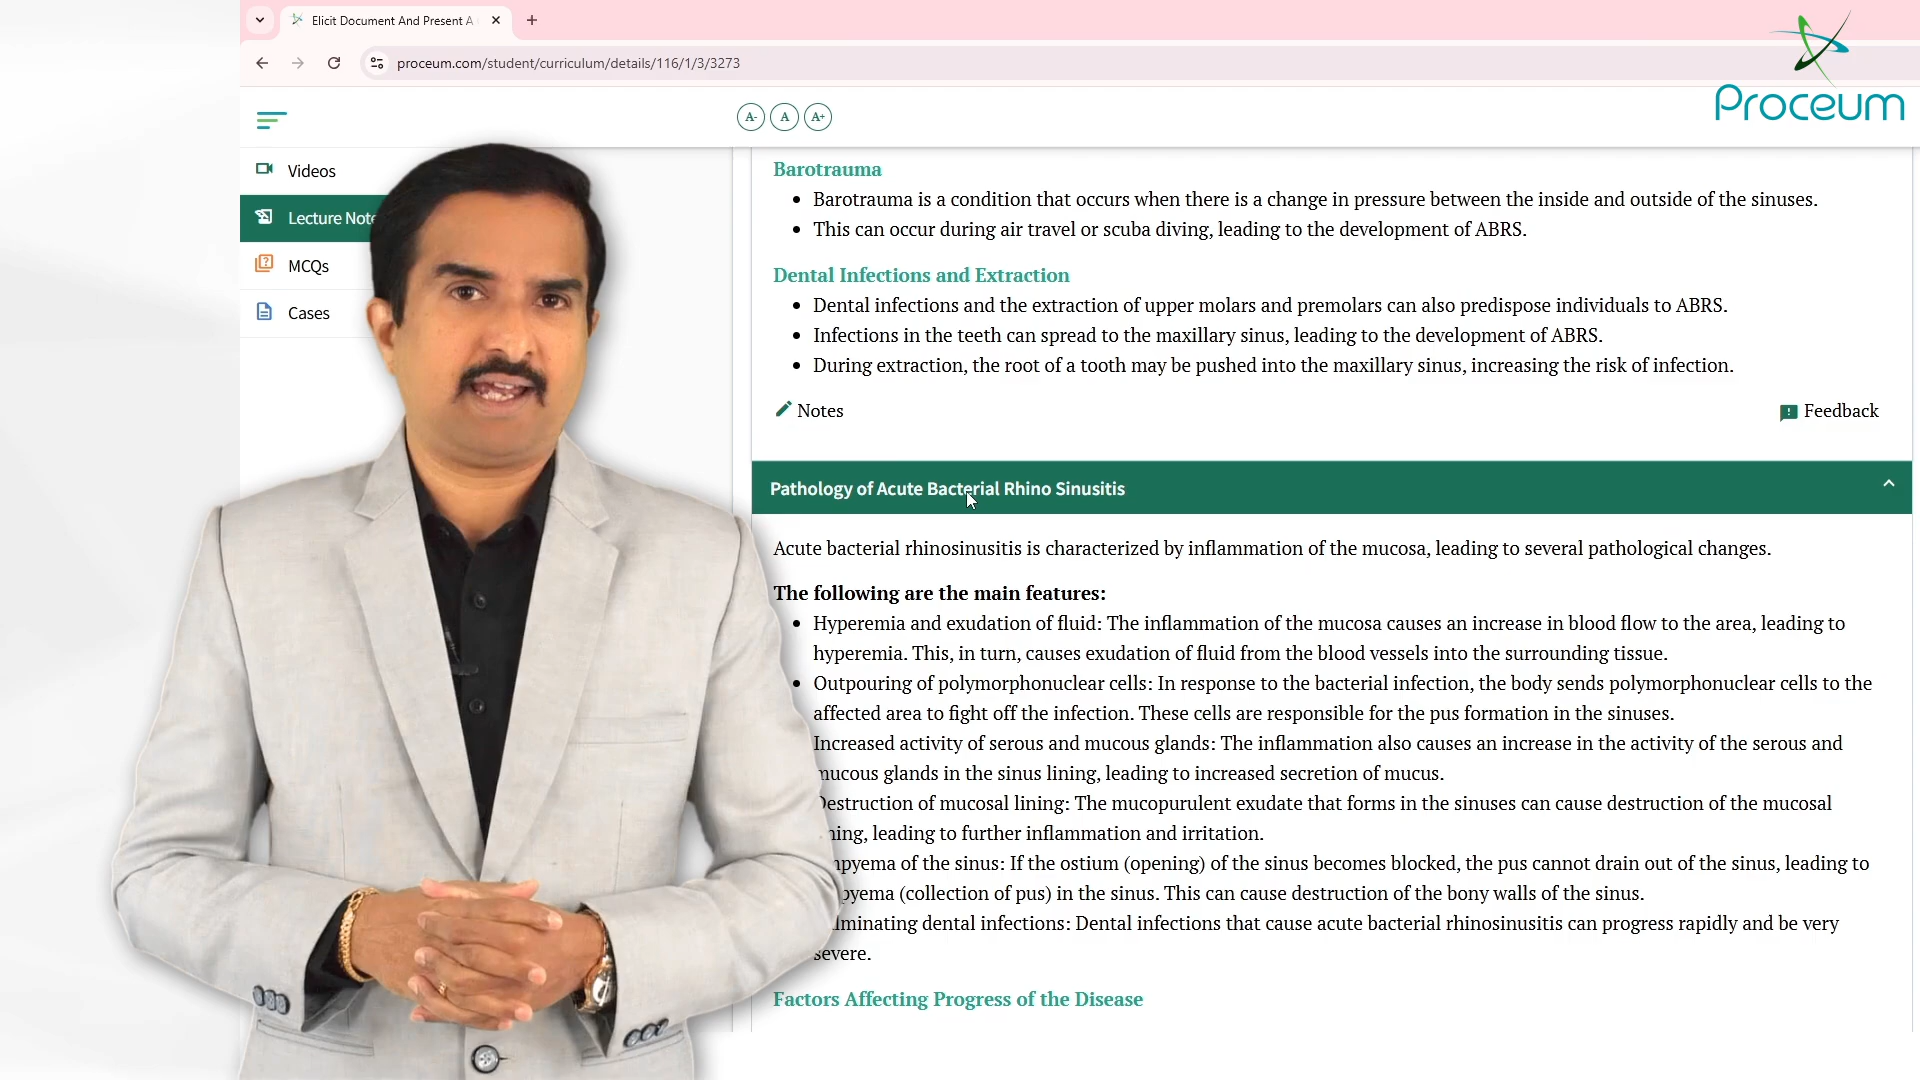 Elicit Document And Present A
proceum.com/student/curriculum/details/116/1/3/3273
Proceum
A- A A+
Videos
Lecture Note
MCQs
Cases
Barotrauma
Barotrauma is a condition that occurs when there is a change in pressure between the inside and outside of the sinuses.
This can occur during air travel or scuba diving, leading to the development of ABRS.
Dental Infections and Extraction
Dental infections and the extraction of upper molars and premolars can also predispose individuals to ABRS.
Infections in the teeth can spread to the maxillary sinus, leading to the development of ABRS.
During extraction, the root of a tooth may be pushed into the maxillary sinus, increasing the risk of infection.
Notes
Feedback
Pathology of Acute Bacterial Rhino Sinusitis
Acute bacterial rhinosinusitis is characterized by inflammation of the mucosa, leading to several pathological changes.
The following are the main features:
Hyperemia and exudation of fluid: The inflammation of the mucosa causes an increase in blood flow to the area, leading to
hyperemia. This, in turn, causes exudation of fluid from the blood vessels into the surrounding tissue.
Outpouring of polymorphonuclear cells: In response to the bacterial infection, the body sends polymorphonuclear cells to the
affected area to fight off the infection. These cells are responsible for the pus formation in the sinuses.
Increased activity of serous and mucous glands: The inflammation also causes an increase in the activity of the serous and
mucous glands in the sinus lining, leading to increased secretion of mucus.
Destruction of mucosal lining: The mucopurulent exudate that forms in the sinuses can cause destruction of the mucosal
ning, leading to further inflammation and irritation.
pyema of the sinus: If the ostium (opening) of the sinus becomes blocked, the pus cannot drain out of the sinus, leading to
pyema (collection of pus) in the sinus. This can cause destruction of the bony walls of the sinus.
lminating dental infections: Dental infections that cause acute bacterial rhinosinusitis can progress rapidly and be very
severe.
Factors Affecting Progress of the Disease